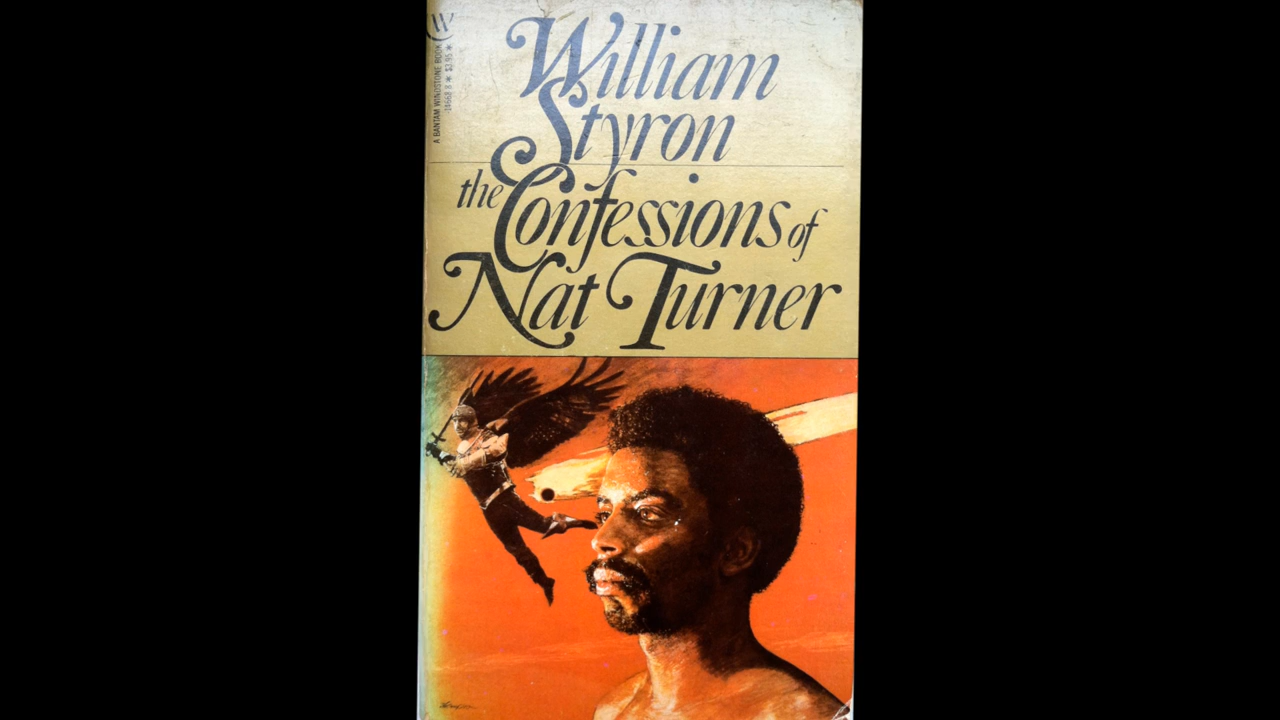 William
Styron
the Confessions of
Nat Turner
A BANTAM WINDSTONE BOOK